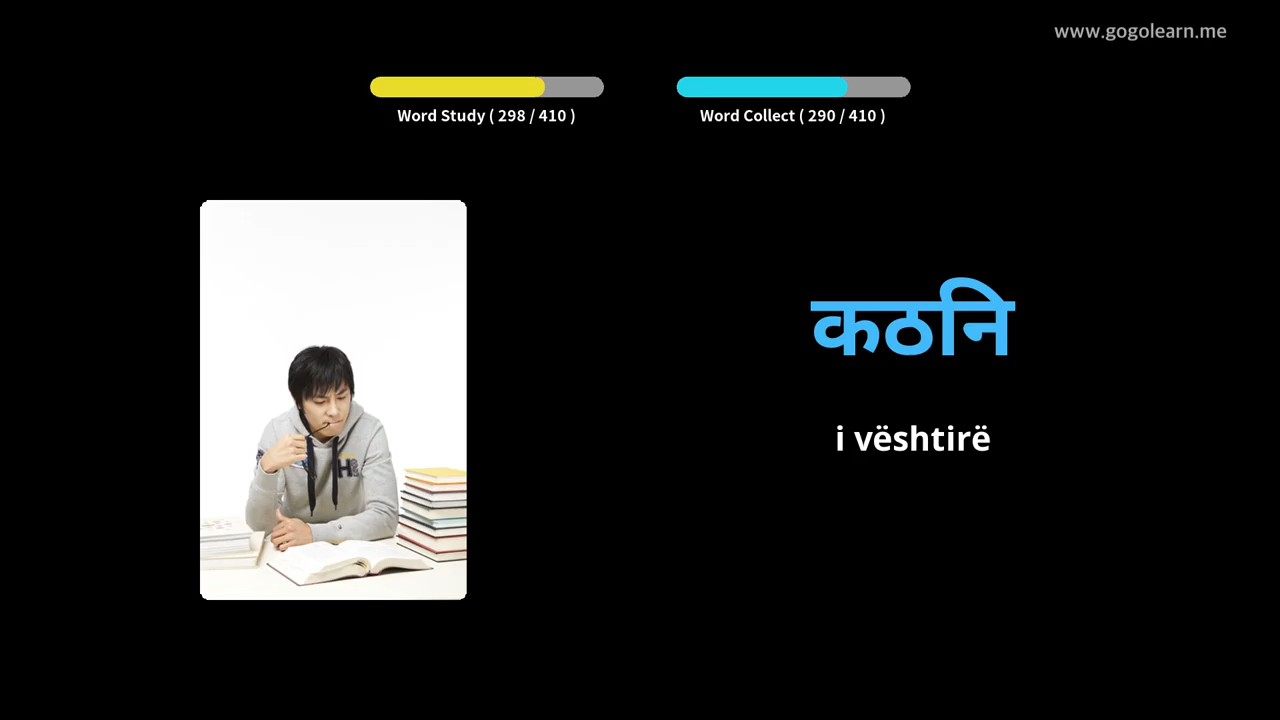 www.gogolearn.me
Word Study ( 298 / 410 )
Word Collect ( 290 / 410 )
कठनि
i vështirë